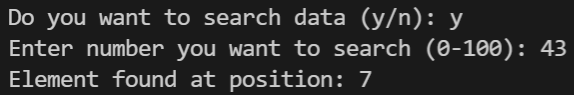 Do you want to search data (y/n): y
Enter number you want to search (0-100): 43
Element found at position: 7